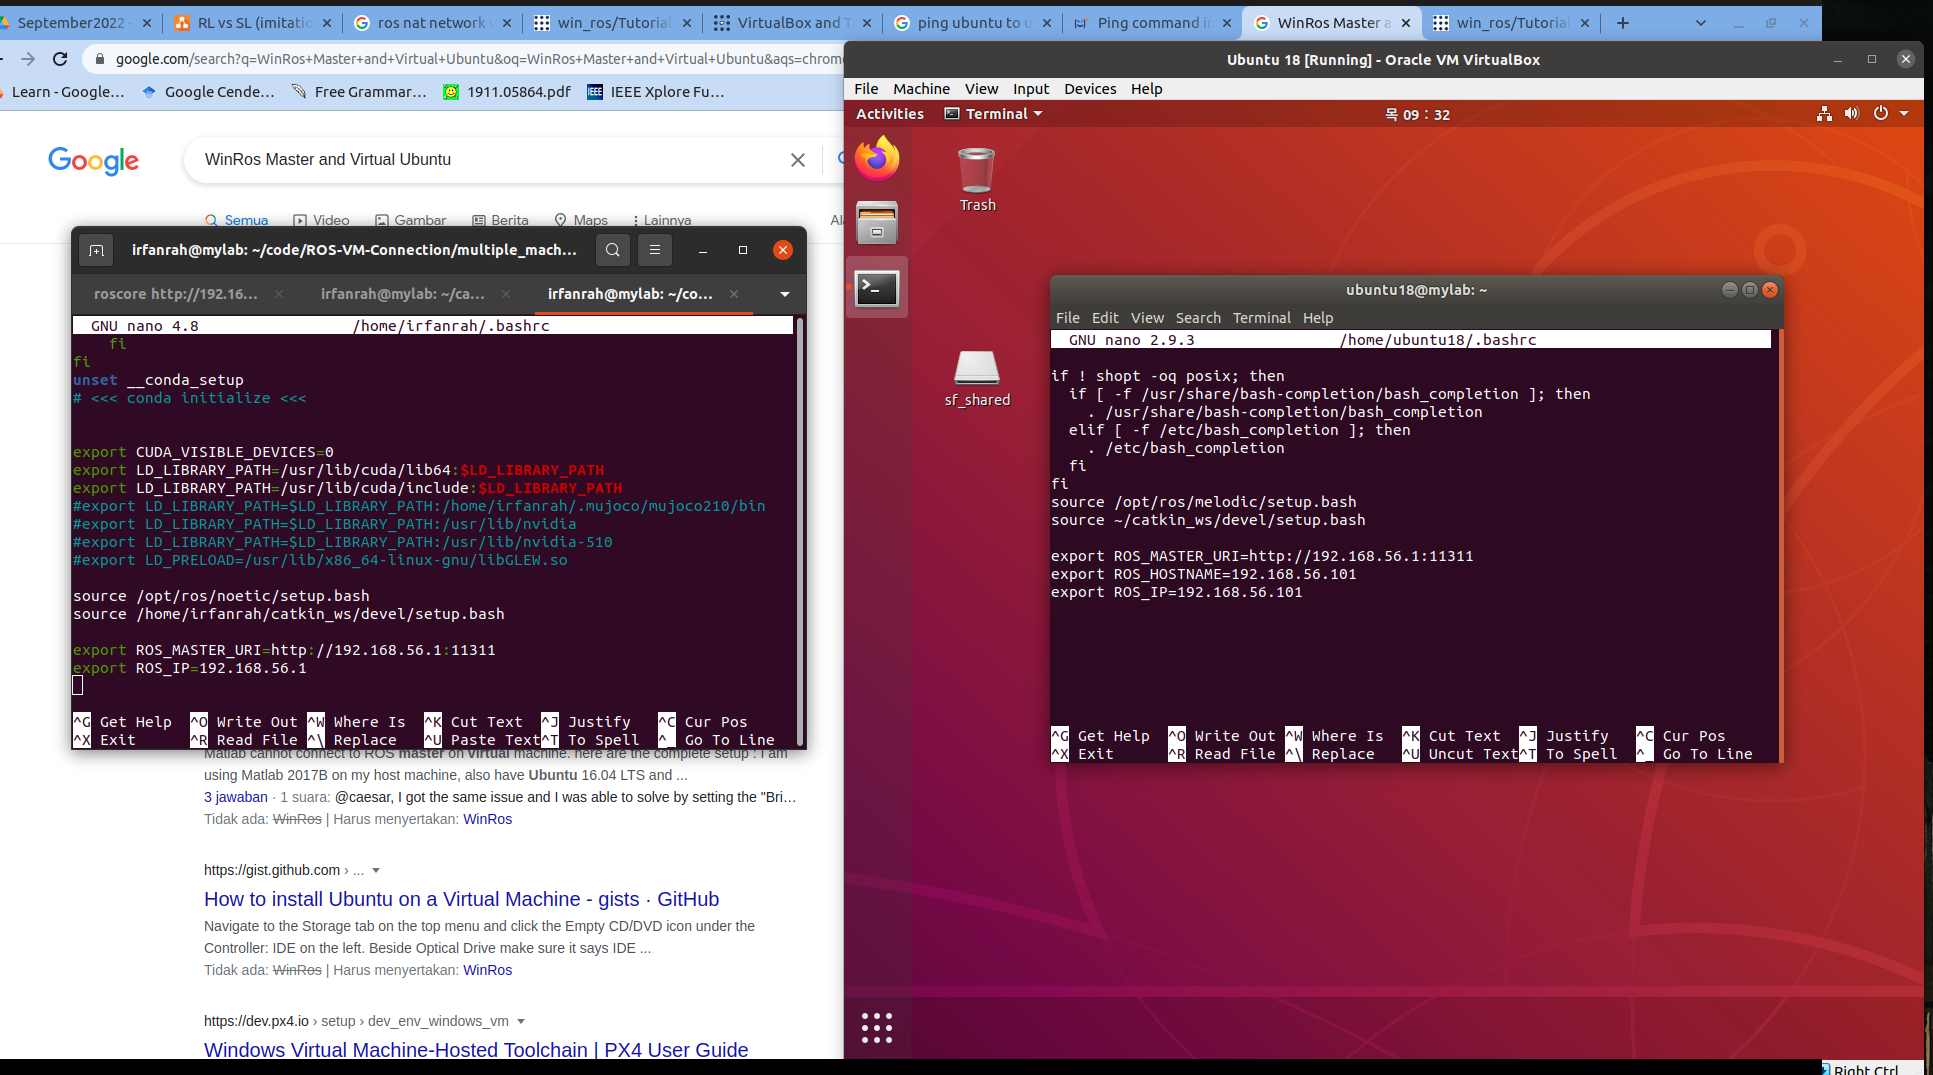 September2022 -
RL vs SL (imitatio
ros nat network
win_ros/Tutorial
VirtualBox and T
ping ubuntu to u
Ping command in
WinRos Master a
win_ros/Tutorial
google.com/search?q=WinRos+Master+and+Virtual+Ubuntu&oq=WinRos+Master+and+Virtual+Ubuntu&aqs=chrom
Learn - Google...
Google Cende...
Free Grammar...
1911.05864.pdf
IEEE Xplore Fu...
Google
WinRos Master and Virtual Ubuntu
Semua
Video
Gambar
Berita
Maps
Lainnya
irfanrah@mylab: ~/code/ROS-VM-Connection/multiple_mach...
roscore http://192.16...
irfanrah@mylab: ~/ca...
irfanrah@mylab: ~/co...
GNU nano 4.8 /home/irfanrah/.bashrc
fi
fi
unset __conda_setup
# <<< conda initialize <<<
export CUDA_VISIBLE_DEVICES=0
export LD_LIBRARY_PATH=/usr/lib/cuda/lib64:$LD_LIBRARY_PATH
export LD_LIBRARY_PATH=/usr/lib/cuda/include:$LD_LIBRARY_PATH
#export LD_LIBRARY_PATH=$LD_LIBRARY_PATH:/home/irfanrah/.mujoco/mujoco210/bin
#export LD_LIBRARY_PATH=$LD_LIBRARY_PATH:/usr/lib/nvidia
#export LD_LIBRARY_PATH=$LD_LIBRARY_PATH:/usr/lib/nvidia-510
#export LD_PRELOAD=/usr/lib/x86_64-linux-gnu/libGLEW.so
source /opt/ros/noetic/setup.bash
source /home/irfanrah/catkin_ws/devel/setup.bash
export ROS_MASTER_URI=http://192.168.56.1:11311
export ROS_IP=192.168.56.1
^G Get Help ^O Write Out ^W Where Is ^K Cut Text ^J Justify ^C Cur Pos
^X Exit ^R Read File ^\ Replace ^U Paste Text ^T To Spell ^_ Go To Line
Matlab cannot connect to ROS master on Virtual machine. here are the complete setup : I am
using Matlab 2017B on my host machine, also have Ubuntu 16.04 LTS and ...
3 jawaban · 1 suara: @caesar, I got the same issue and I was able to solve by setting the "Bri...
Tidak ada: WinRos | Harus menyertakan: WinRos
https://gist.github.com › ...
How to install Ubuntu on a Virtual Machine - gists · GitHub
Navigate to the Storage tab on the top menu and click the Empty CD/DVD icon under the
Controller: IDE on the left. Beside Optical Drive make sure it says IDE ...
Tidak ada: WinRos | Harus menyertakan: WinRos
https://dev.px4.io › setup › dev_env_windows_vm
Windows Virtual Machine-Hosted Toolchain | PX4 User Guide
Ubuntu 18 [Running] - Oracle VM VirtualBox
File Machine View Input Devices Help
Activities
Terminal
목 09 : 32
Trash
sf_shared
ubuntu18@mylab: ~
File Edit View Search Terminal Help
GNU nano 2.9.3 /home/ubuntu18/.bashrc
if ! shopt -oq posix; then
if [ -f /usr/share/bash-completion/bash_completion ]; then
. /usr/share/bash-completion/bash_completion
elif [ -f /etc/bash_completion ]; then
. /etc/bash_completion
fi
fi
source /opt/ros/melodic/setup.bash
source ~/catkin_ws/devel/setup.bash
export ROS_MASTER_URI=http://192.168.56.1:11311
export ROS_HOSTNAME=192.168.56.101
export ROS_IP=192.168.56.101
^G Get Help ^O Write Out ^W Where Is ^K Cut Text ^J Justify ^C Cur Pos
^X Exit ^R Read File ^\ Replace ^U Uncut Text ^T To Spell ^_ Go To Line
Right Ctrl